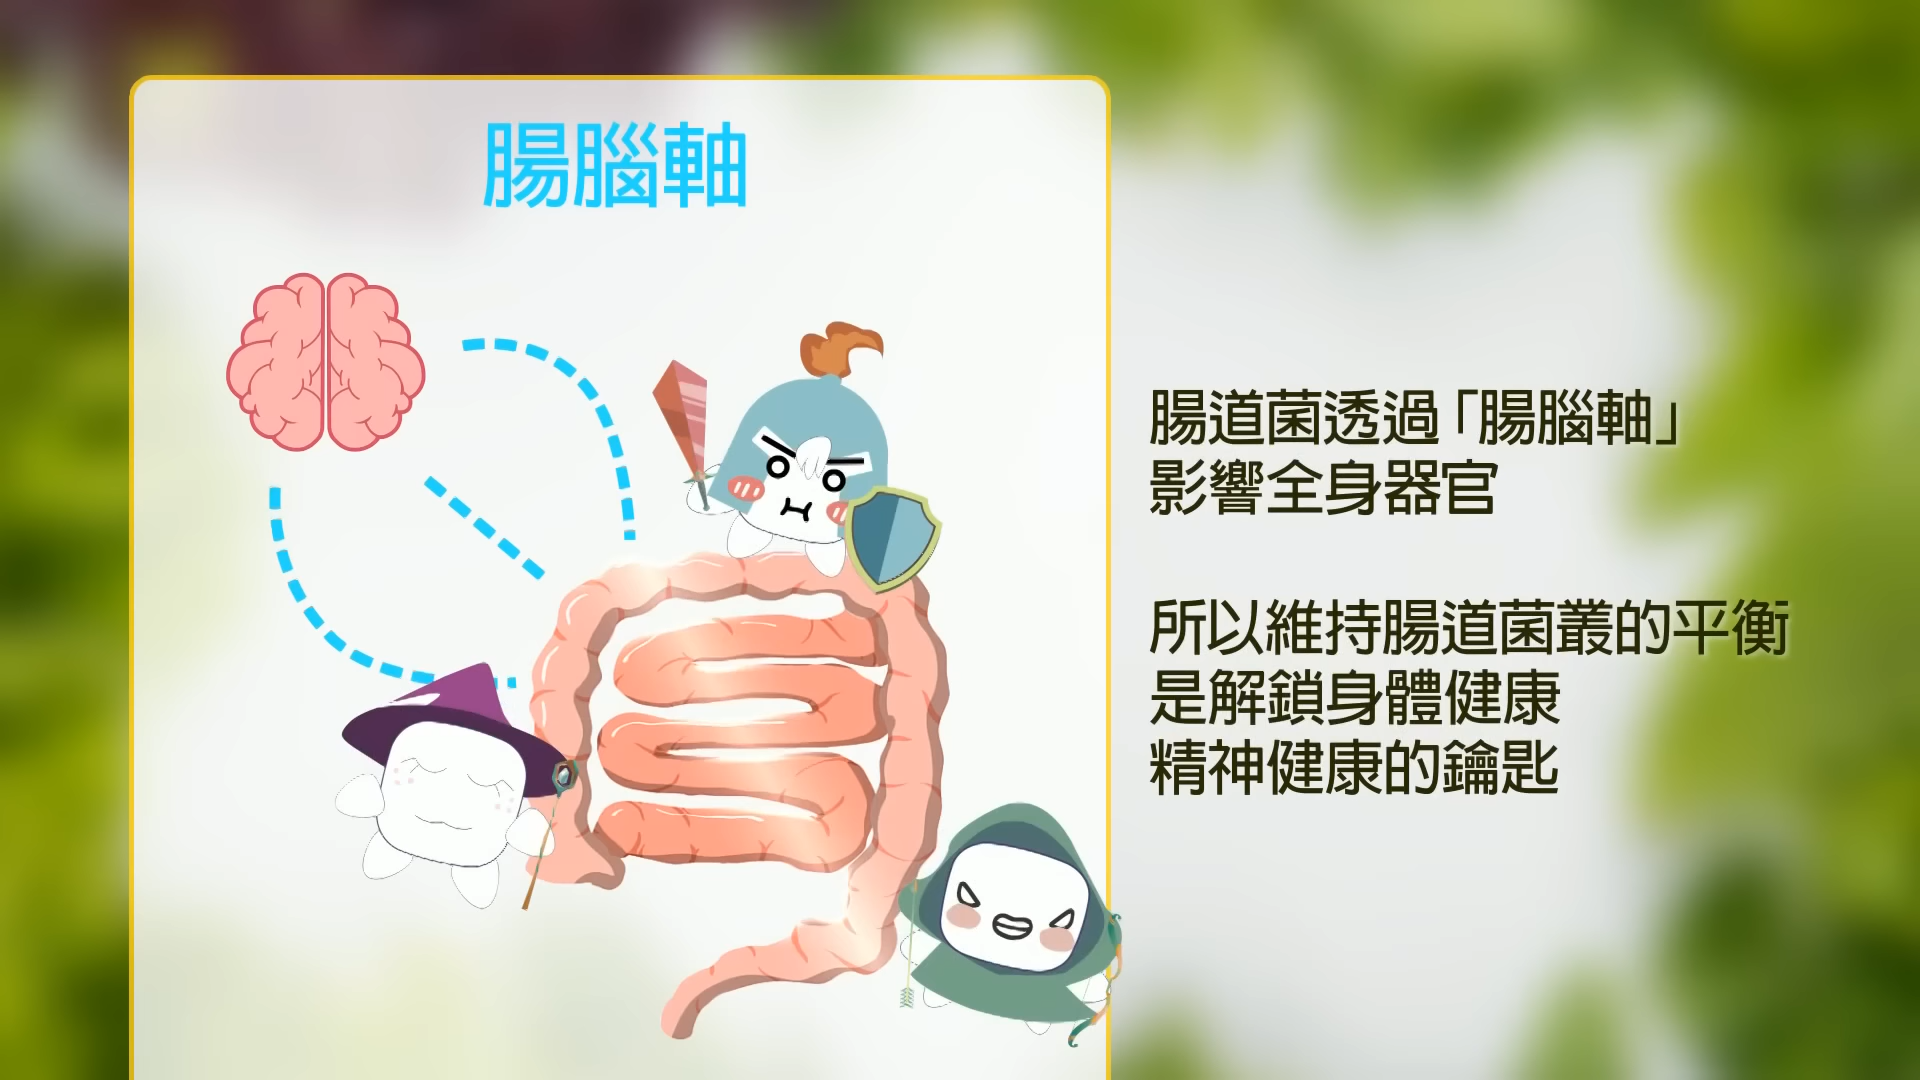 腸腦軸
腸道菌透過「腸腦軸」
影響全身器官
所以維持腸道菌叢的平衡
是解鎖身體健康
精神健康的鑰匙